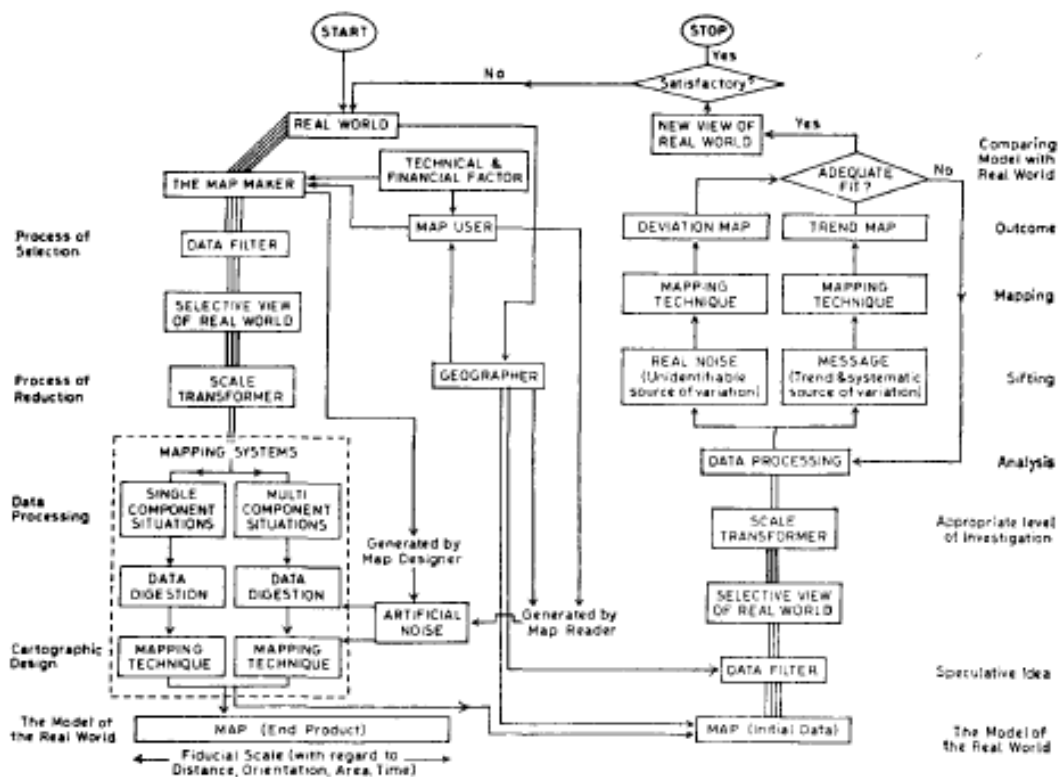 START
STOP
Yes
No
Satisfactory?
REAL WORLD
NEW VIEW OF
REAL WORLD
Yes
Comparing
Model with
Real World
TECHNICAL &
FINANCIAL FACTOR
THE MAP MAKER
ADEQUATE
FIT?
No
MAP USER
DEVIATION MAP
TREND MAP
Outcome
Process of
Selection
DATA FILTER
MAPPING
TECHNIQUE
MAPPING
TECHNIQUE
Mapping
SELECTIVE VIEW
OF REAL WORLD
Process of
Reduction
SCALE
TRANSFORMER
GEOGRAPHER
REAL NOISE
(Unidentifiable
source of variation)
MESSAGE
(Trend & systematic
source of variation)
Sifting
MAPPING SYSTEMS
DATA PROCESSING
Analysis
Data
Processing
SINGLE
COMPONENT
SITUATIONS
MULTI
COMPONENT
SITUATIONS
SCALE
TRANSFORMER
Appropriate level
of Investigation
Generated by
Map Designer
DATA
DIGESTION
DATA
DIGESTION
SELECTIVE VIEW
OF REAL WORLD
ARTIFICIAL
NOISE
Generated by
Map Reader
Cartographic
Design
MAPPING
TECHNIQUE
MAPPING
TECHNIQUE
DATA FILTER
Speculative Idea
The Model of
the Real World
MAP (End Product)
MAP (Initial Data)
The Model of
the Real World
Fiducial Scale (with regard to
Distance, Orientation, Area, Time)